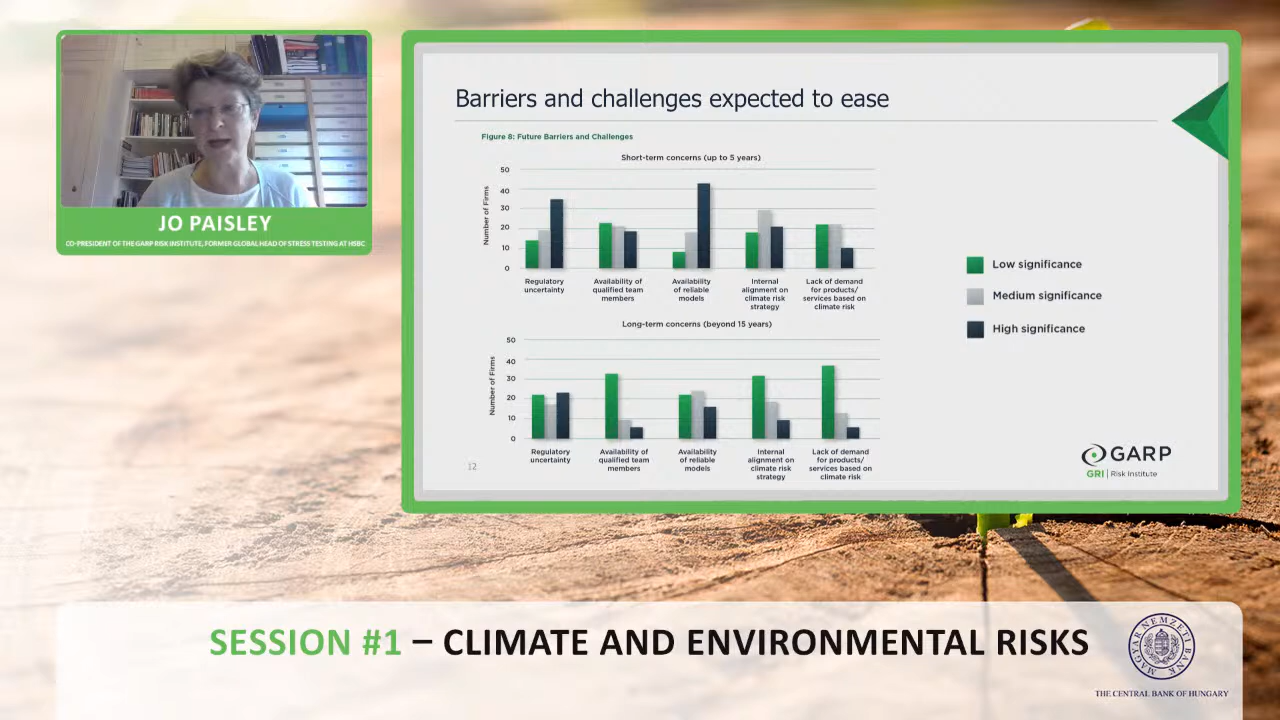 JO PAISLEY
CO-PRESIDENT OF THE GARP RISK INSTITUTE, FORMER GLOBAL HEAD OF STRESS TESTING AT HSBC
Barriers and challenges expected to ease
Figure 8: Future Barriers and Challenges
Short-term concerns (up to 5 years)
Number of Firms
50
40
30
20
10
0
Regulatory
uncertainty
Availability of
qualified team
members
Availability
of reliable
models
Internal
alignment on
climate risk
strategy
Lack of demand
for products/
services based on
climate risk
Long-term concerns (beyond 15 years)
Number of Firms
50
40
30
20
10
0
Regulatory
uncertainty
Availability of
qualified team
members
Availability
of reliable
models
Internal
alignment on
climate risk
strategy
Lack of demand
for products/
services based on
climate risk
Low significance
Medium significance
High significance
12
GARP
GRI | Risk Institute
SESSION #1 – CLIMATE AND ENVIRONMENTAL RISKS
MAGYAR NEMZETI BANK
THE CENTRAL BANK OF HUNGARY